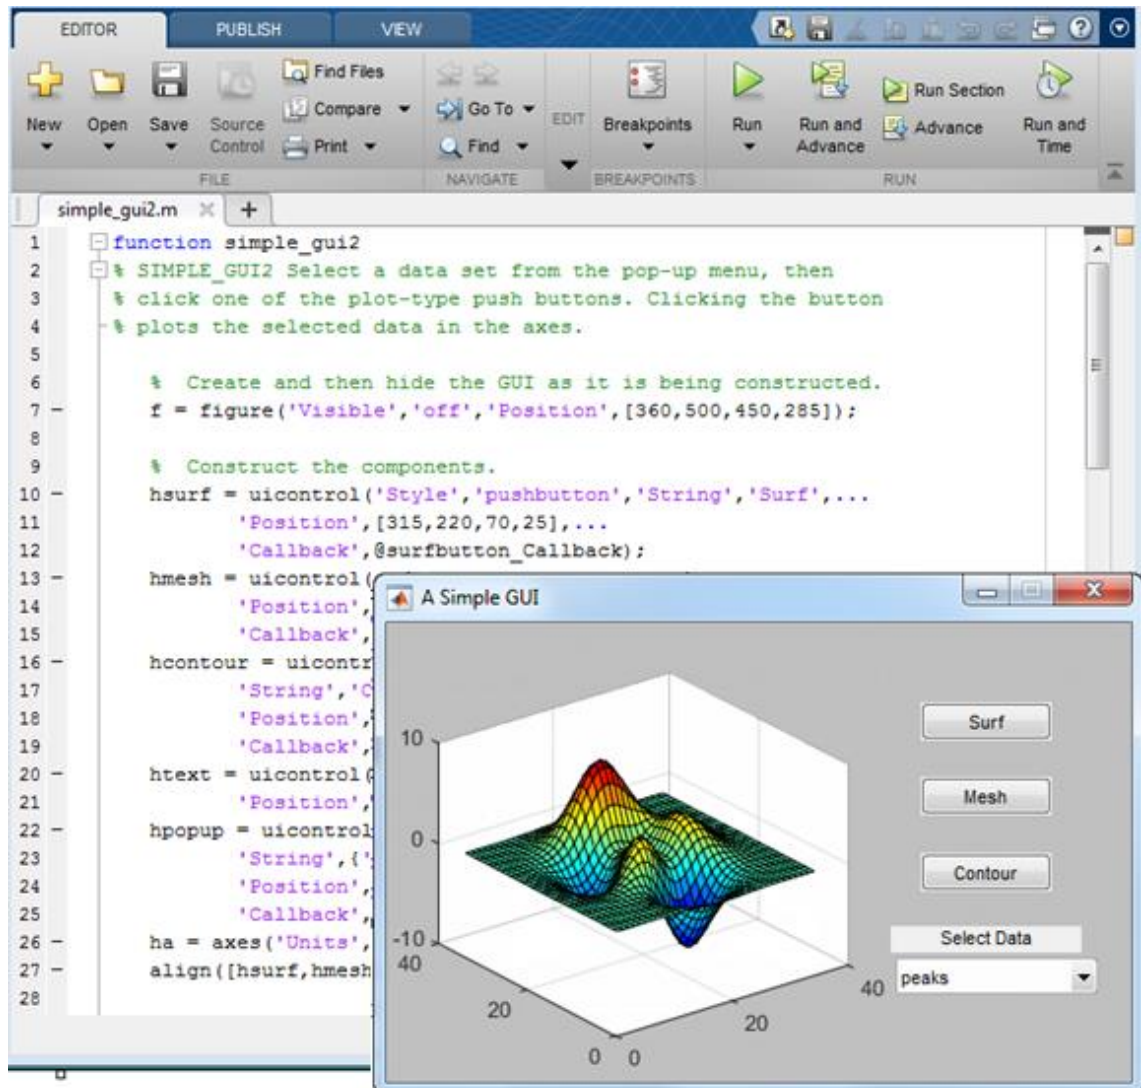 EDITOR PUBLISH VIEW
New Open Save Source Control Find Files Compare Print
Go To Find
EDIT
Breakpoints
Run Run and Advance Run Section Advance Run and Time
FILE NAVIGATE BREAKPOINTS RUN
simple_gui2.m
1 function simple_gui2
2 % SIMPLE_GUI2 Select a data set from the pop-up menu, then
3 % click one of the plot-type push buttons. Clicking the button
4 % plots the selected data in the axes.
5
6 % Create and then hide the GUI as it is being constructed.
7 - f = figure('Visible','off','Position',[360,500,450,285]);
8
9 % Construct the components.
10 - hsurf = uicontrol('Style','pushbutton','String','Surf',...
11 'Position',[315,220,70,25],...
12 'Callback',@surfbutton_Callback);
13 - hmesh = uicontrol(
14 'Position',
15 'Callback',
16 - hcontour = uicontr
17 'String','C
18 'Position',
19 'Callback',
20 - htext = uicontrol(
21 'Position',
22 - hpopup = uicontrol
23 'String',{'
24 'Position',
25 'Callback',
26 - ha = axes('Units',
27 - align([hsurf,hmesh
28
A Simple GUI
10
0
-10
40
20
0
0
20
40
Surf
Mesh
Contour
Select Data
peaks